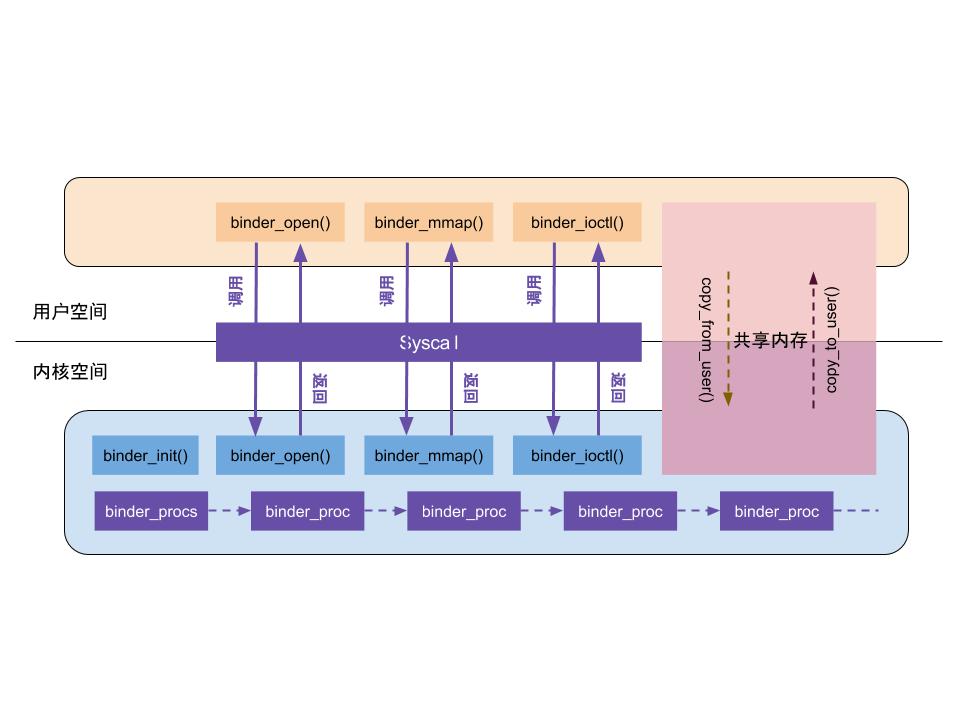 binder_open()
binder_mmap()
binder_ioctl()
调用
调用
调用
copy_from_user()
共享内存
copy_to_user()
用户空间
Syscall
内核空间
返回
返回
返回
binder_init()
binder_open()
binder_mmap()
binder_ioctl()
binder_procs
binder_proc
binder_proc
binder_proc
binder_proc